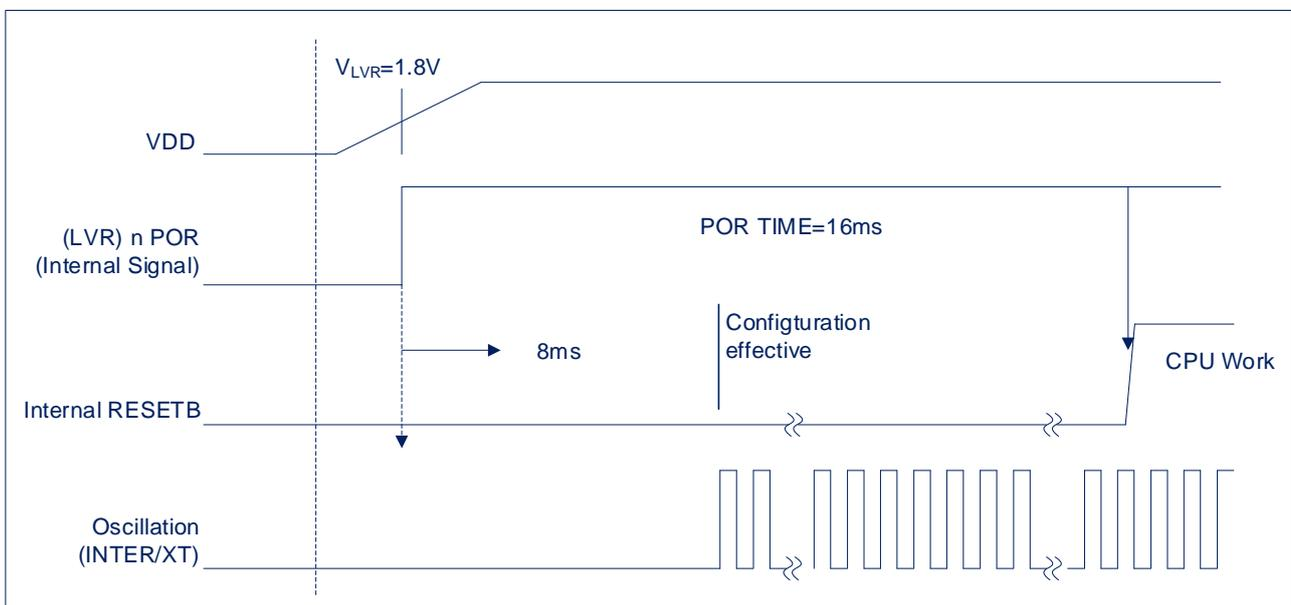 VLVR=1.8V
VDD
(LVR) n POR
(Internal Signal)
POR TIME=16ms
Configturation
effective
8ms
CPU Work
Internal RESETB
Oscillation
(INTER/XT)